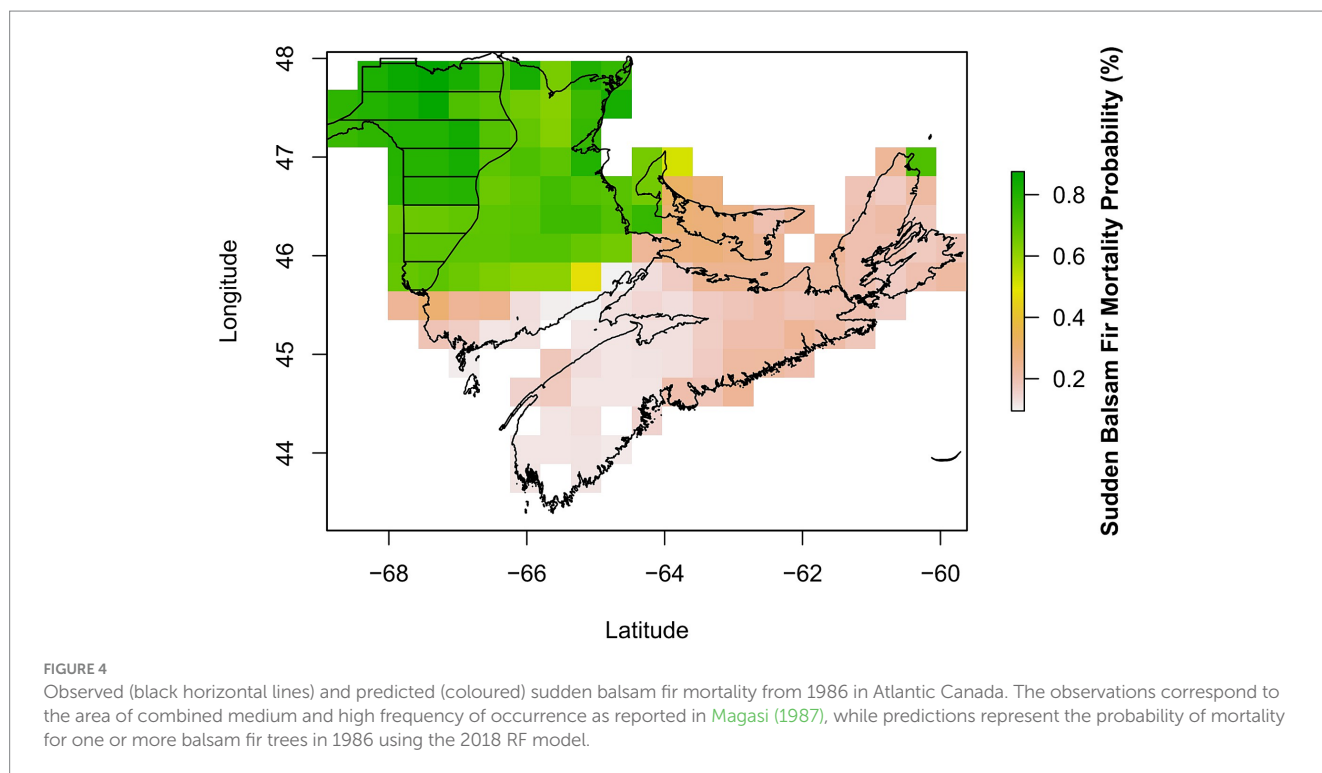 48
47
46
45
44
Longitude
−68
−66
−64
−62
−60
Latitude
0.8
0.6
0.4
0.2
Sudden Balsam Fir Mortality Probability (%)
FIGURE 4
Observed (black horizontal lines) and predicted (coloured) sudden balsam fir mortality from 1986 in Atlantic Canada. The observations correspond to
the area of combined medium and high frequency of occurrence as reported in Magasi (1987), while predictions represent the probability of mortality
for one or more balsam fir trees in 1986 using the 2018 RF model.